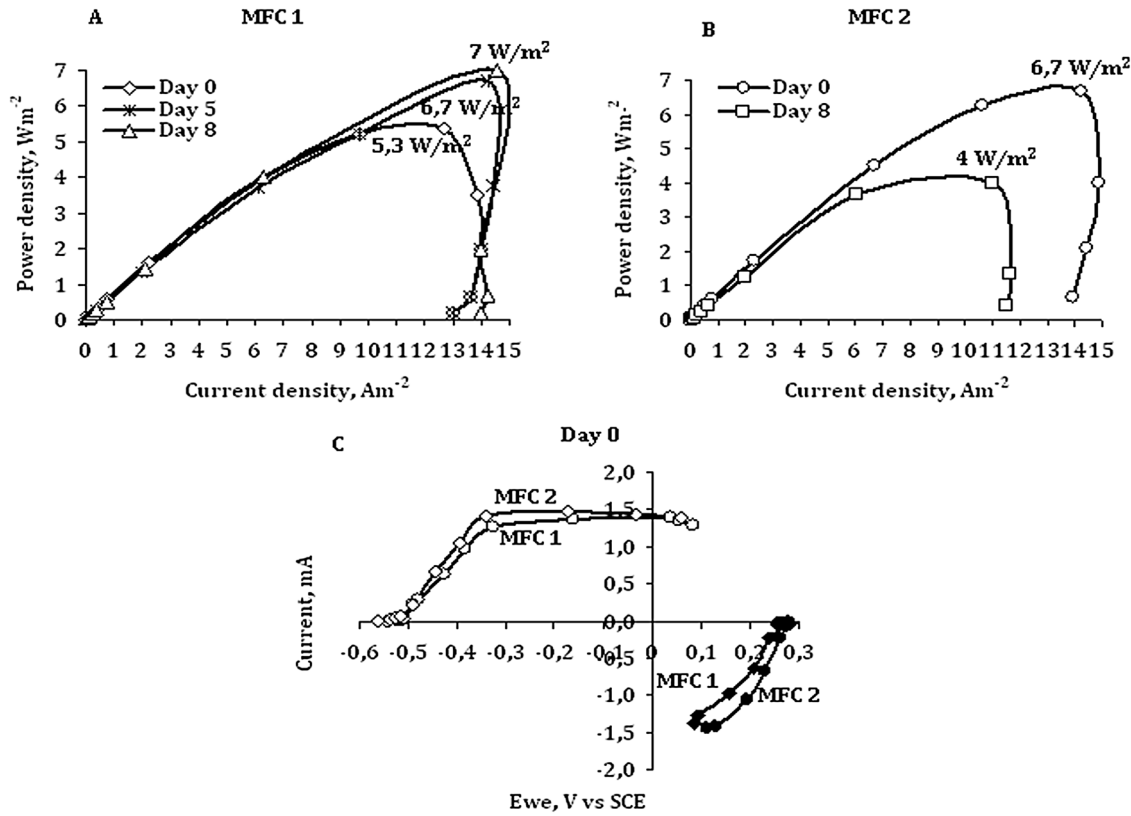 A
MFC 1
7 W/m²
Day 0
Day 5
Day 8
6,7 W/m²
5,3 W/m²
Power density, Wm⁻²
7
6
5
4
3
2
1
0
0 1 2 3 4 5 6 7 8 9 10 11 12 13 14 15
Current density, Am⁻²
B
MFC 2
6,7 W/m²
Day 0
Day 8
4 W/m²
Power density, Wm⁻²
7
6
5
4
3
2
1
0
0 1 2 3 4 5 6 7 8 9 10 11 12 13 14 15
Current density, Am⁻²
C
Day 0
2,0
1,5
1,0
0,5
0,0
-0,5
-1,0
-1,5
-2,0
MFC 2
MFC 1
Current, mA
-0,6 -0,5 -0,4 -0,3 -0,2 -0,1 0 0,1 0,2 0,3
MFC 1
MFC 2
Ewe, V vs SCE